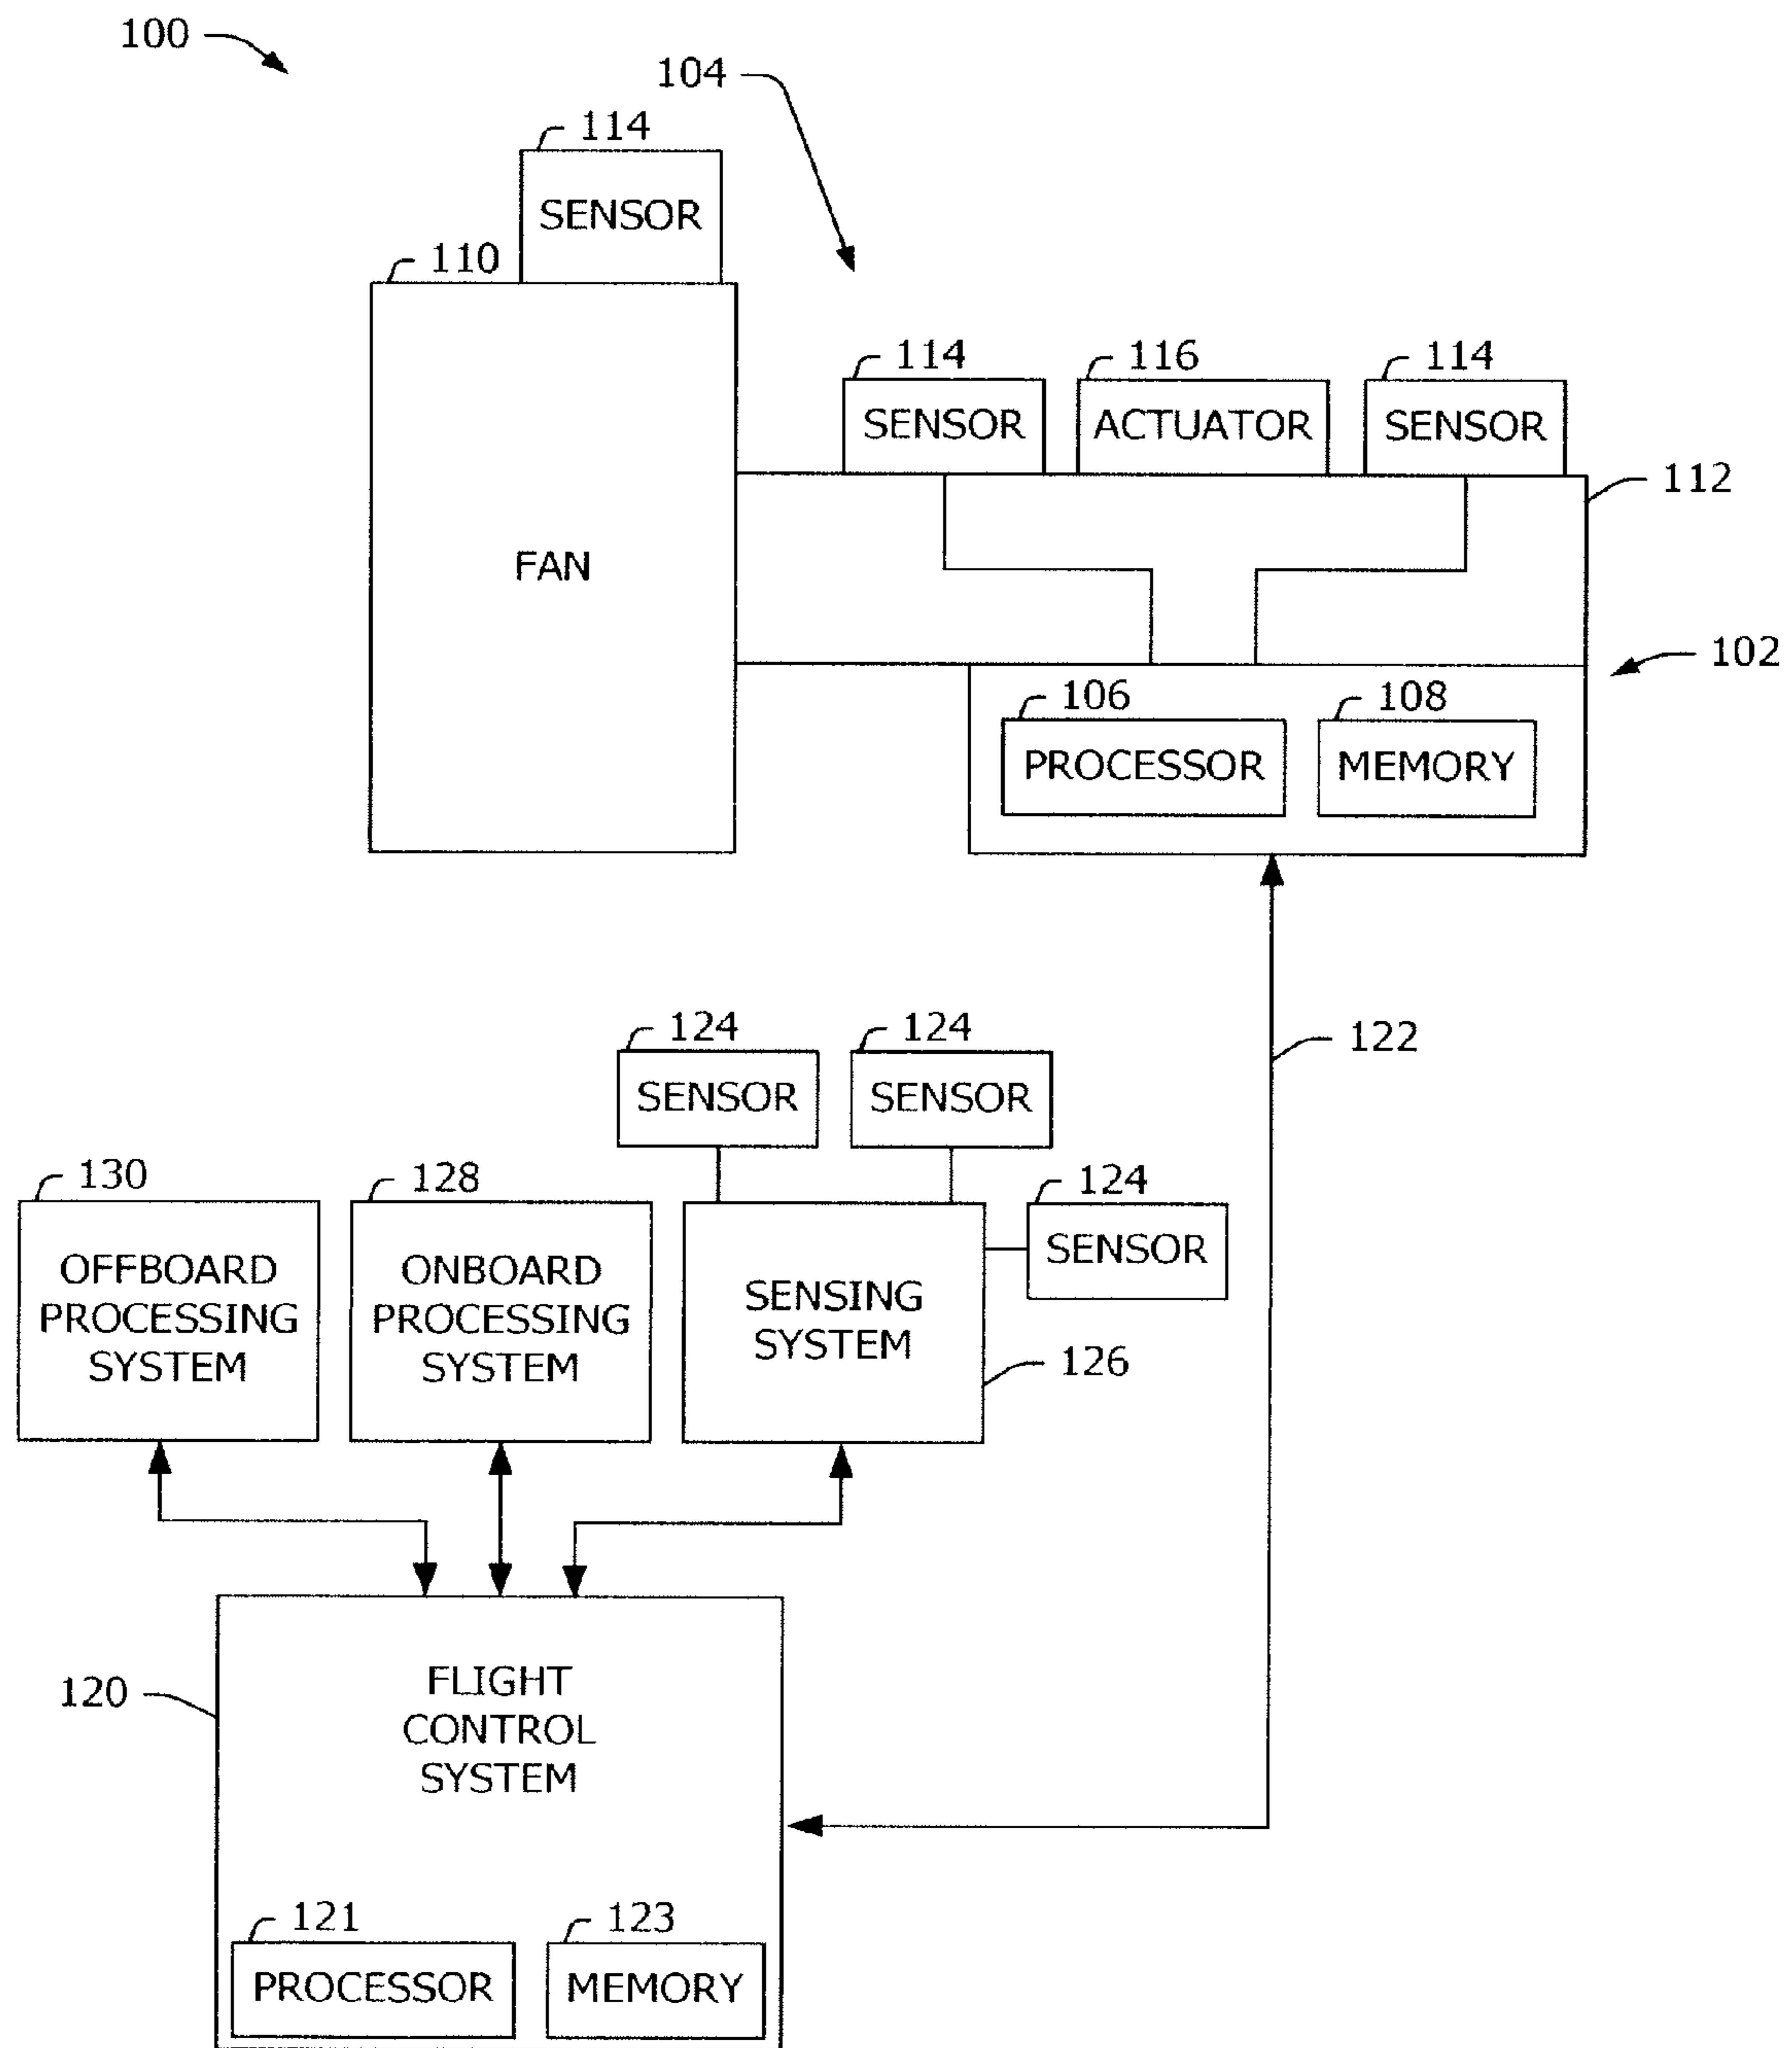 100
104
114
SENSOR
110
114
116
114
SENSOR
ACTUATOR
SENSOR
112
FAN
102
106
108
PROCESSOR
MEMORY
124
124
122
SENSOR
SENSOR
130
128
124
OFFBOARD
PROCESSING
SYSTEM
ONBOARD
PROCESSING
SYSTEM
SENSING
SYSTEM
SENSOR
126
120
FLIGHT
CONTROL
SYSTEM
121
123
PROCESSOR
MEMORY